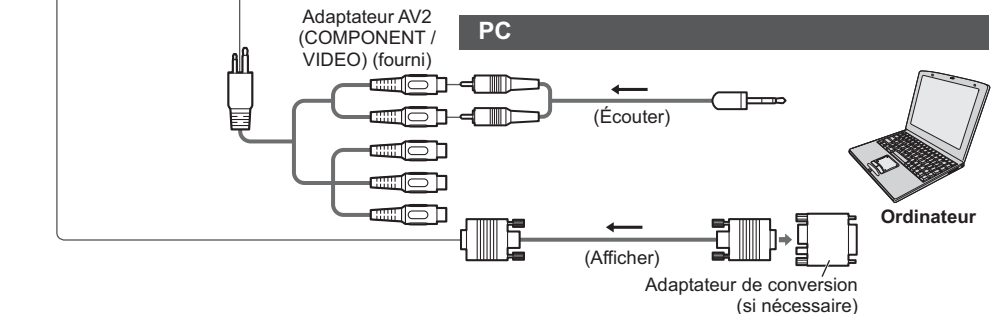 Adaptateur AV2
(COMPONENT /
VIDEO) (fourni)
PC
(Écouter)
Ordinateur
(Afficher)
Adaptateur de conversion
(si nécessaire)